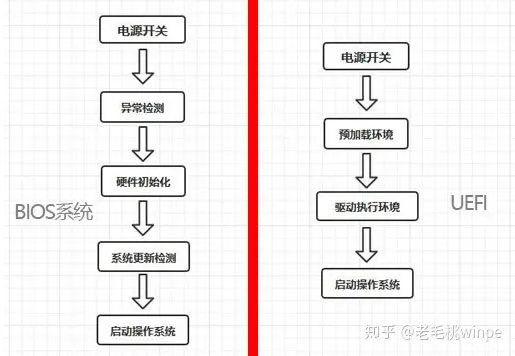 电源开关
异常检测
硬件初始化
BIOS系统
系统更新检测
启动操作系统
电源开关
预加载环境
驱动执行环境
UEFI
启动操作系统
知乎 @老毛桃winpe